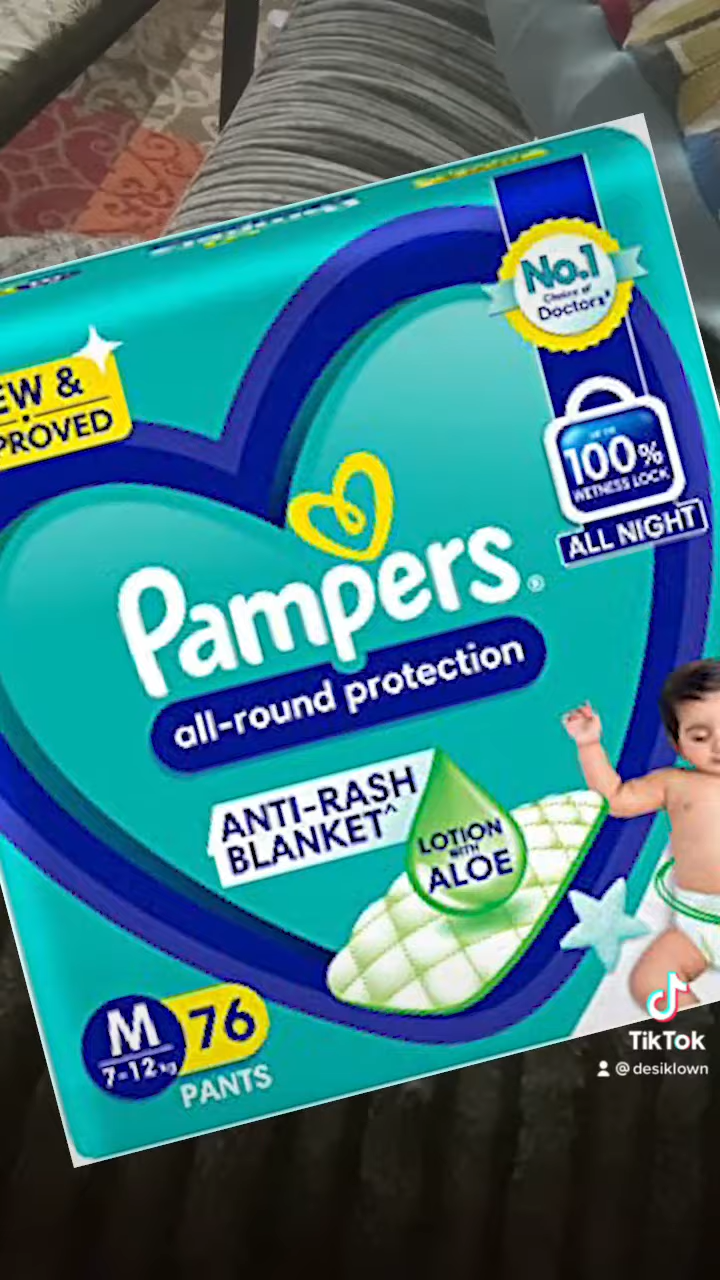 No.1
Choice of
Doctors*
EW &
PROVED
100%
WETNESS LOCK
ALL NIGHT
Pampers®
all-round protection
ANTI-RASH
BLANKET^
LOTION
WITH
ALOE
M
7-12kg
76
PANTS
TikTok
@desiklown